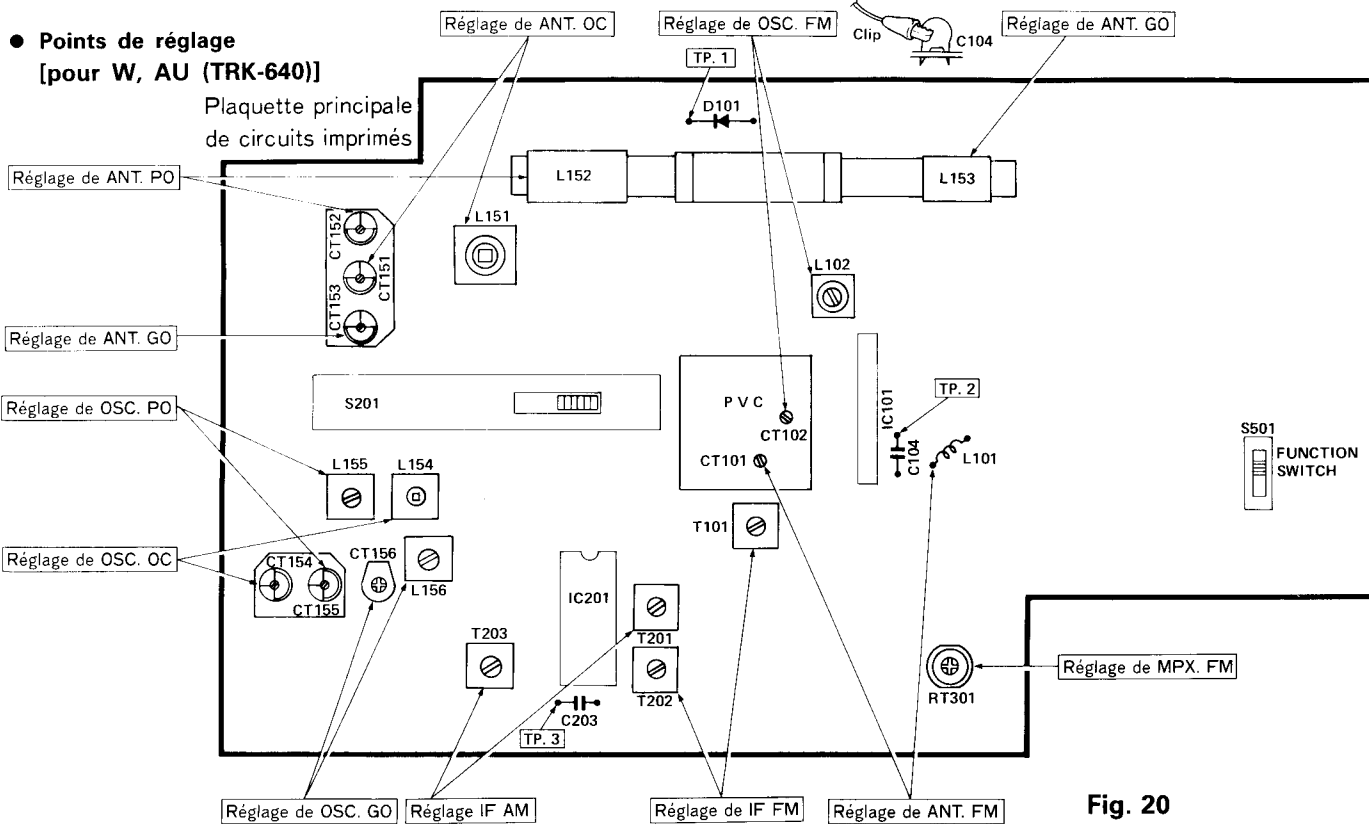 ● Points de réglage
[pour W, AU (TRK-640)]
Réglage de ANT. OC
Réglage de OSC. FM
Clip
C104
Réglage de ANT. GO
TP. 1
D101
Plaquette principale
de circuits imprimés
Réglage de ANT. PO
L152
L153
L151
CT152
CT151
CT153
L102
Réglage de ANT. GO
Réglage de OSC. PO
S201
PVC
CT102
CT101
IC101
TP. 2
C104
L101
S501
FUNCTION
SWITCH
L155
L154
T101
Réglage de OSC. OC
CT154
CT155
CT156
L156
IC201
T201
T202
T203
C203
TP. 3
RT301
Réglage de MPX. FM
Réglage de OSC. GO
Réglage IF AM
Réglage de IF FM
Réglage de ANT. FM
Fig. 20